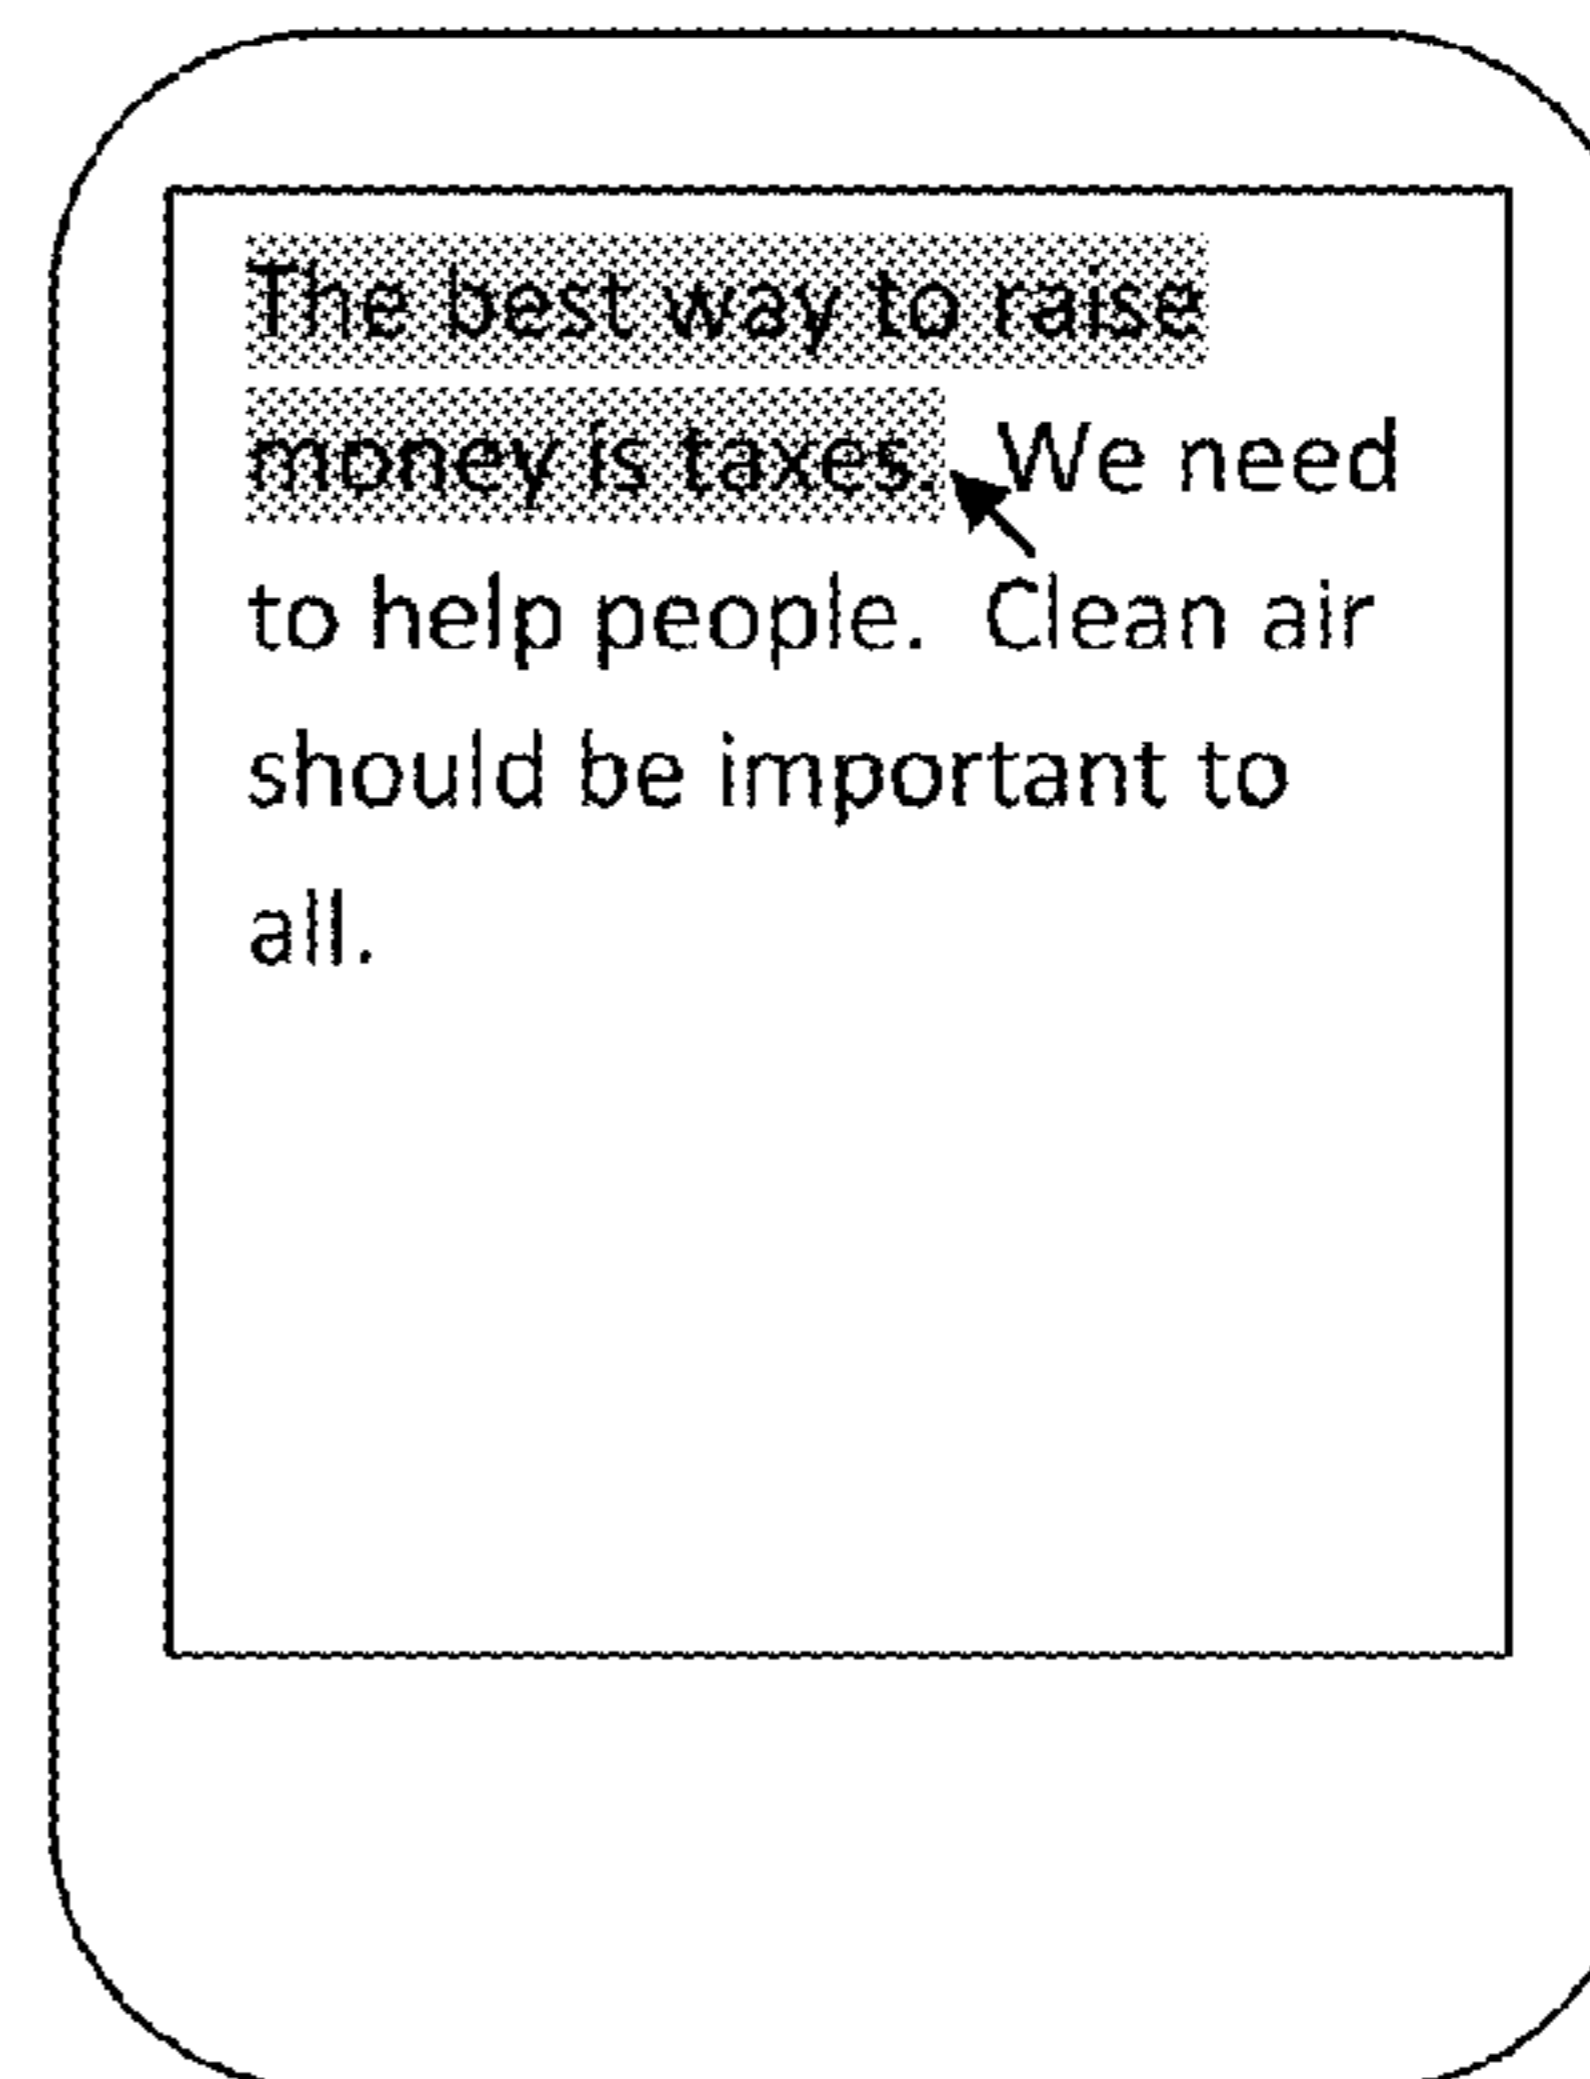 The best way to raise
money is taxes.  We need
to help people.  Clean air
should be important to
all.